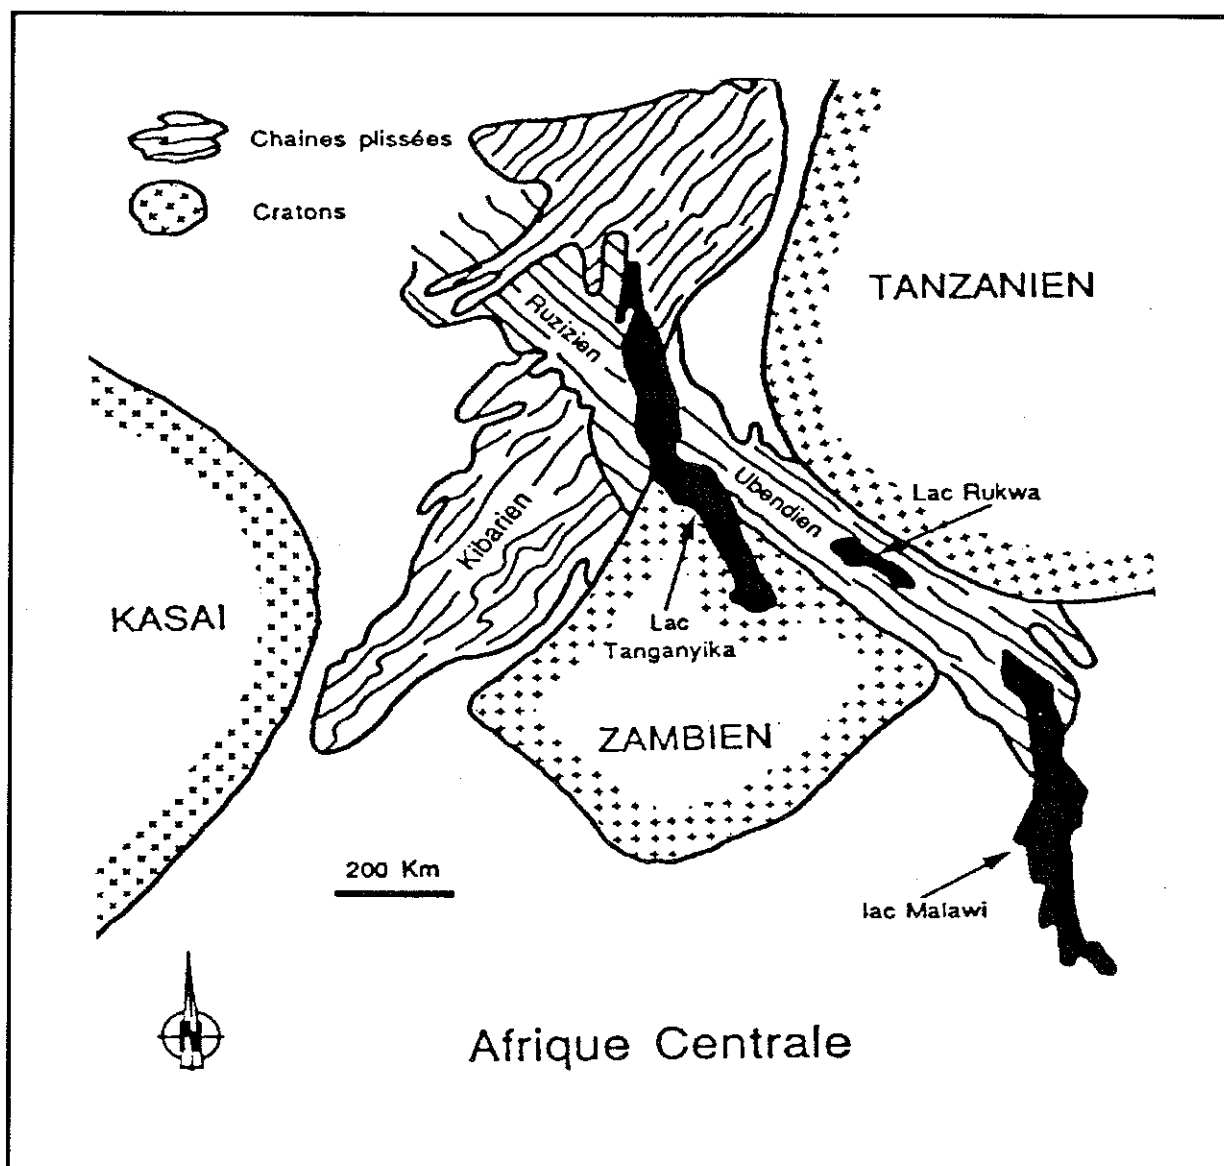 Chaines plissées
Cratons
TANZANIEN
Ruzizien
Ubendien
Lac Rukwa
Kibarien
KASAI
Lac
Tanganyika
ZAMBIEN
200 Km
lac Malawi
N
Afrique Centrale